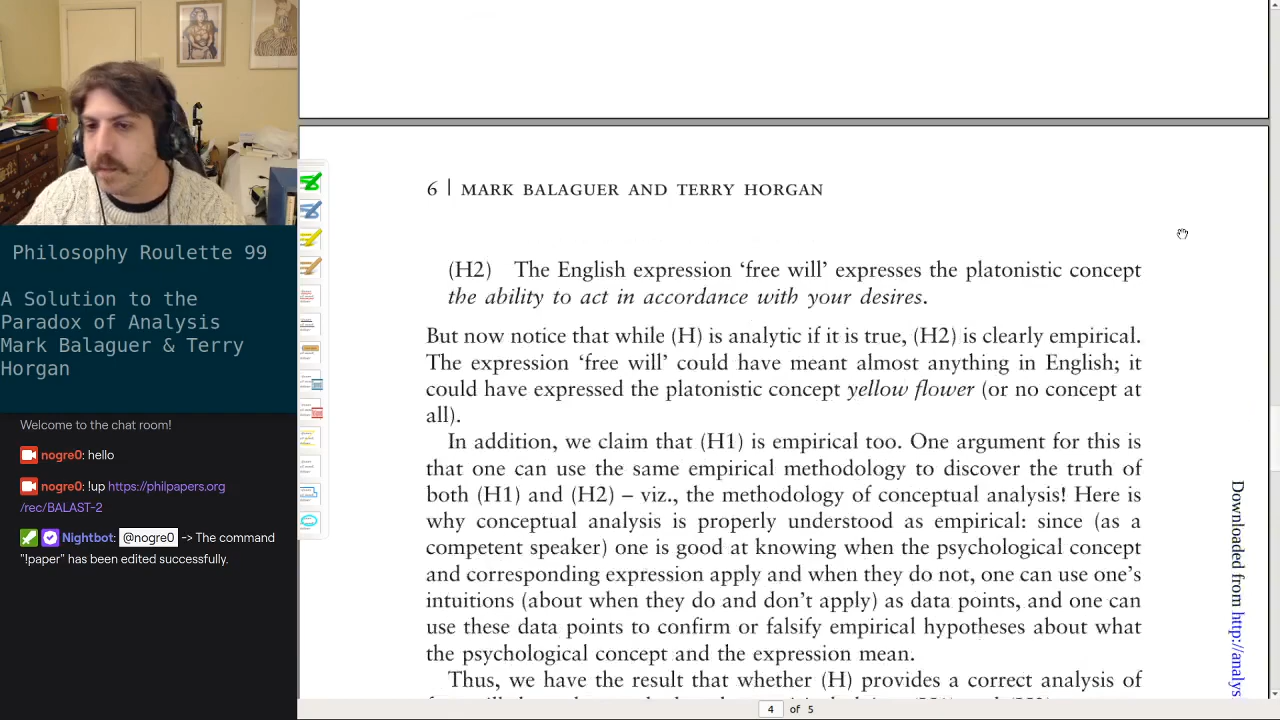 Philosophy Roulette 99
A Solution to the
Paradox of Analysis
Mark Balaguer & Terry
Horgan
Welcome to the chat room!
nogre0: hello
nogre0: !up https://philpapers.org
/rec/BALAST-2
Nightbot: @nogre0 -> The command
"!paper" has been edited successfully.
6 | MARK BALAGUER AND TERRY HORGAN
(H2) The English expression ‘free will’ expresses the platonistic concept
the ability to act in accordance with your desires.
But now notice that while (H) is analytic if it is true, (H2) is clearly empirical.
The expression ‘free will’ could have meant almost anything in English; it
could have expressed the platonic concept yellow flower (or no concept at
all).
In addition, we claim that (H1) is empirical too. One argument for this is
that one can use the same empirical methodology to discover the truth of
both (H1) and (H2) – viz., the methodology of conceptual analysis! Here is
why conceptual analysis is properly understood as empirical: since (as a
competent speaker) one is good at knowing when the psychological concept
and corresponding expression apply and when they do not, one can use one’s
intuitions (about when they do and don’t apply) as data points, and one can
use these data points to confirm or falsify empirical hypotheses about what
the psychological concept and the expression mean.
Thus, we have the result that whether (H) provides a correct analysis of
Downloaded from http://analys
4 of 5